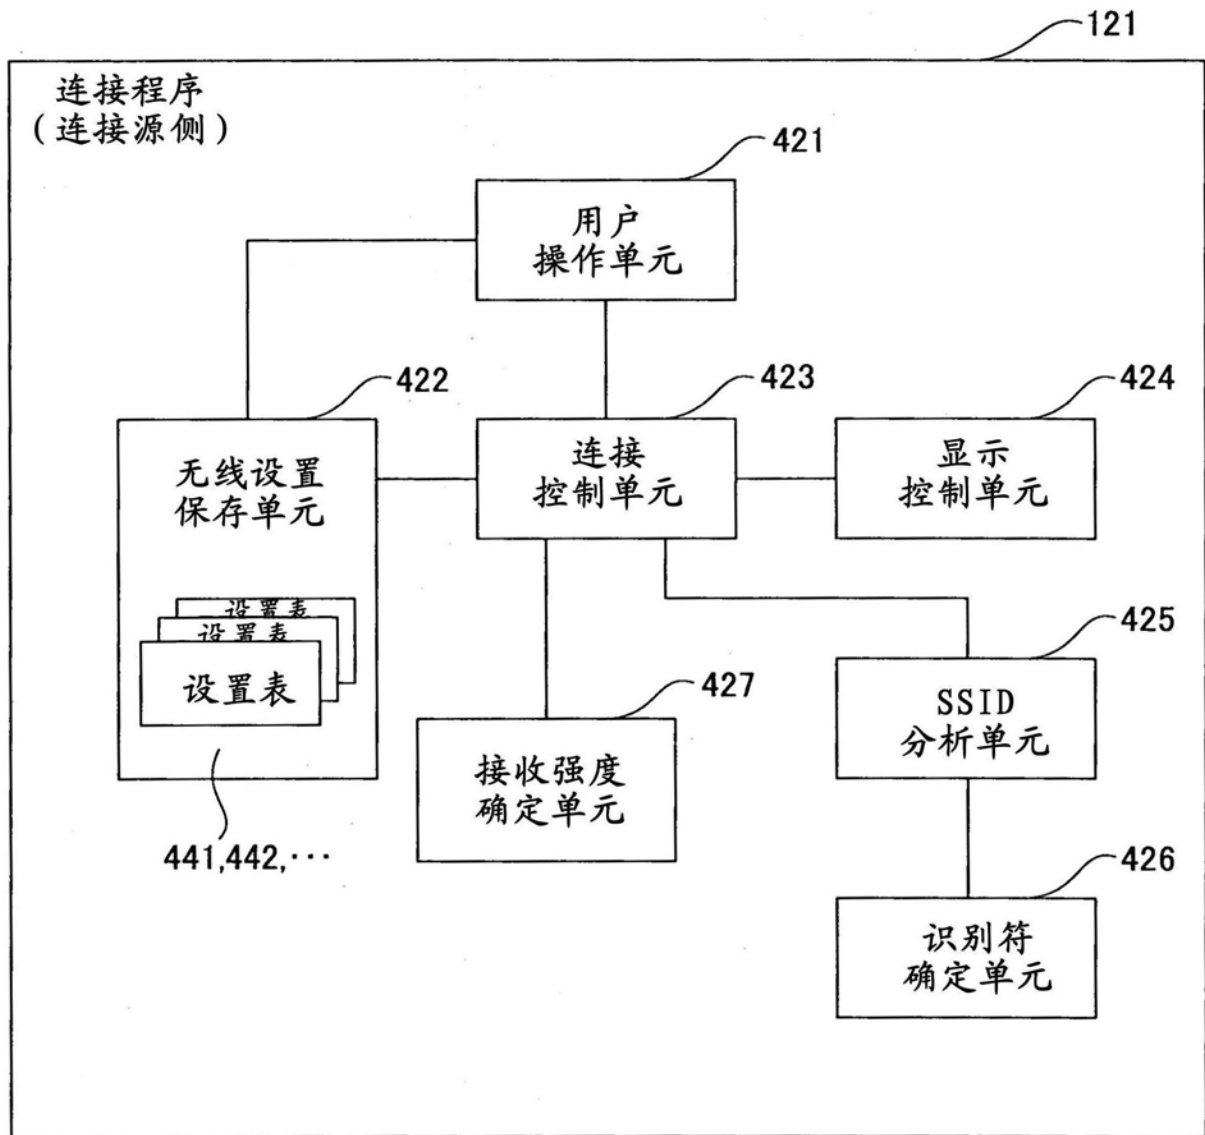 121
连接程序
(连接源侧)
421
用户
操作单元
422
423
424
无线设置
保存单元
连接
控制单元
显示
控制单元
设置表
设置表
设置表
425
SSID
分析单元
427
接收强度
确定单元
441,442,···
426
识别符
确定单元